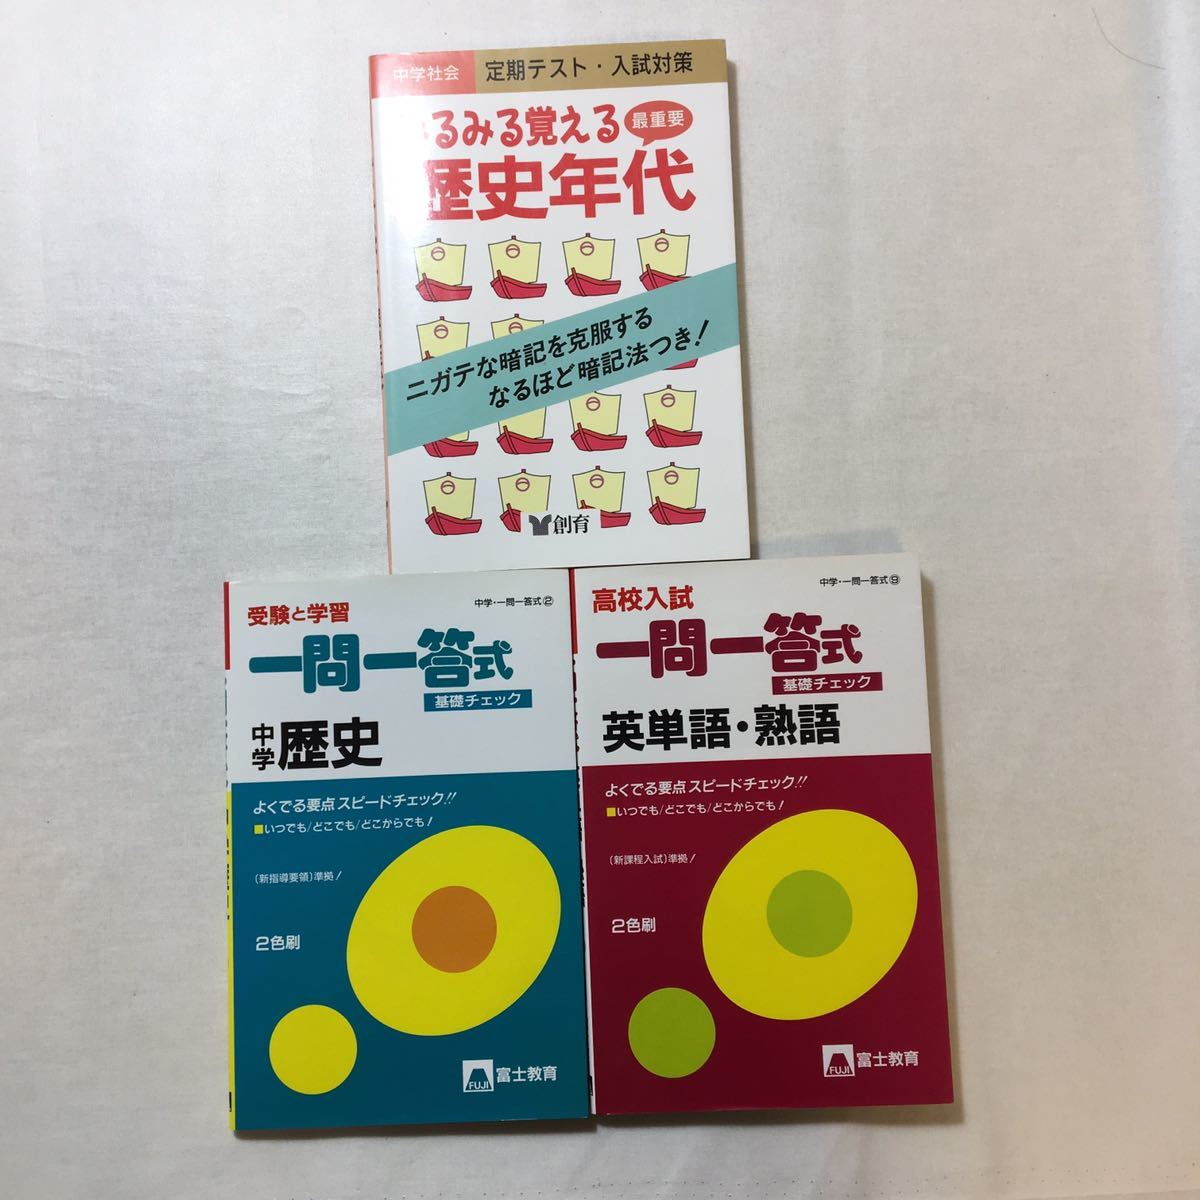 中学社会 定期テスト・入試対策
るみる覚える
最重要
歴史年代
ニガテな暗記を克服する
なるほど暗記法つき!
創育
受験と学習
中学・一問一答式②
一問一答式
基礎チェック
中学 歴史
よくでる要点スピードチェック!!
■いつでも/どこでも/どこからでも!
(新指導要領)準拠!
2色刷
FUJI 富士教育
高校入試
中学・一問一答式⑨
一問一答式
基礎チェック
英単語・熟語
よくでる要点スピードチェック!!
■いつでも/どこでも/どこからでも!
(新課程入試)準拠!
2色刷
FUJI 富士教育